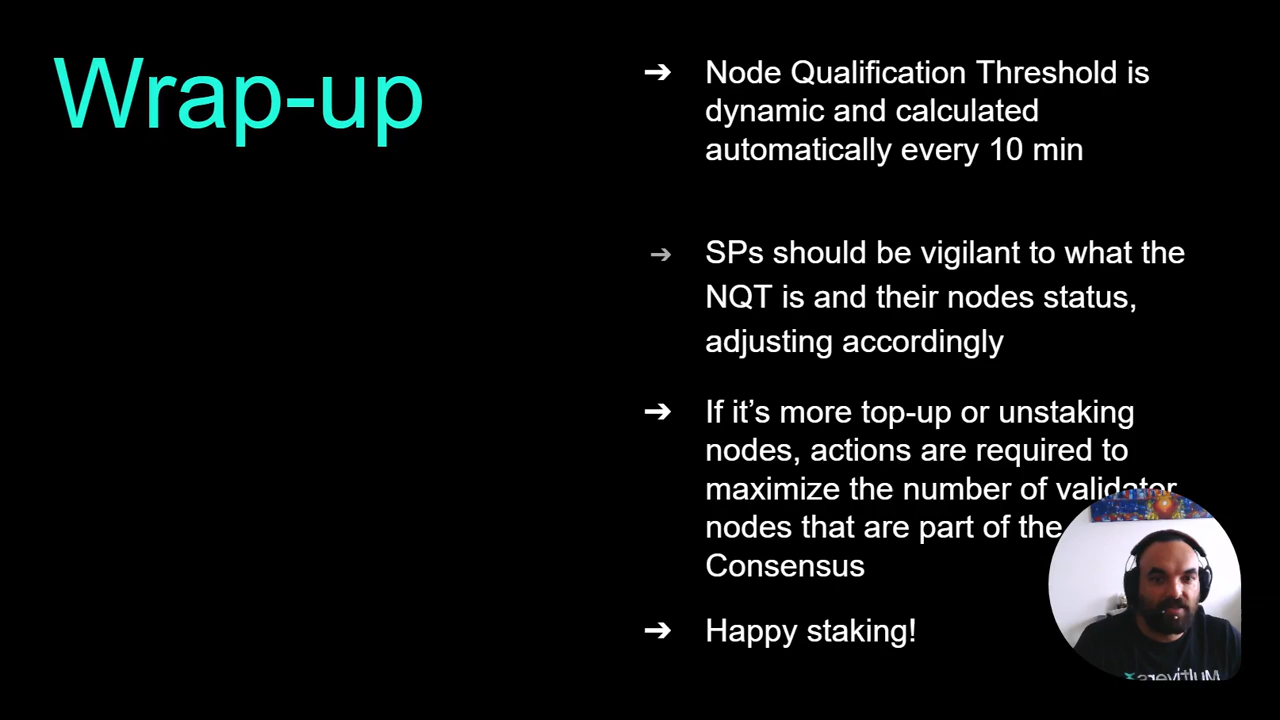 Wrap-up
➔ Node Qualification Threshold is
dynamic and calculated
automatically every 10 min
➔ SPs should be vigilant to what the
NQT is and their nodes status,
adjusting accordingly
➔ If it’s more top-up or unstaking
nodes, actions are required to
maximize the number of validator
nodes that are part of the
Consensus
➔ Happy staking!
Multivers